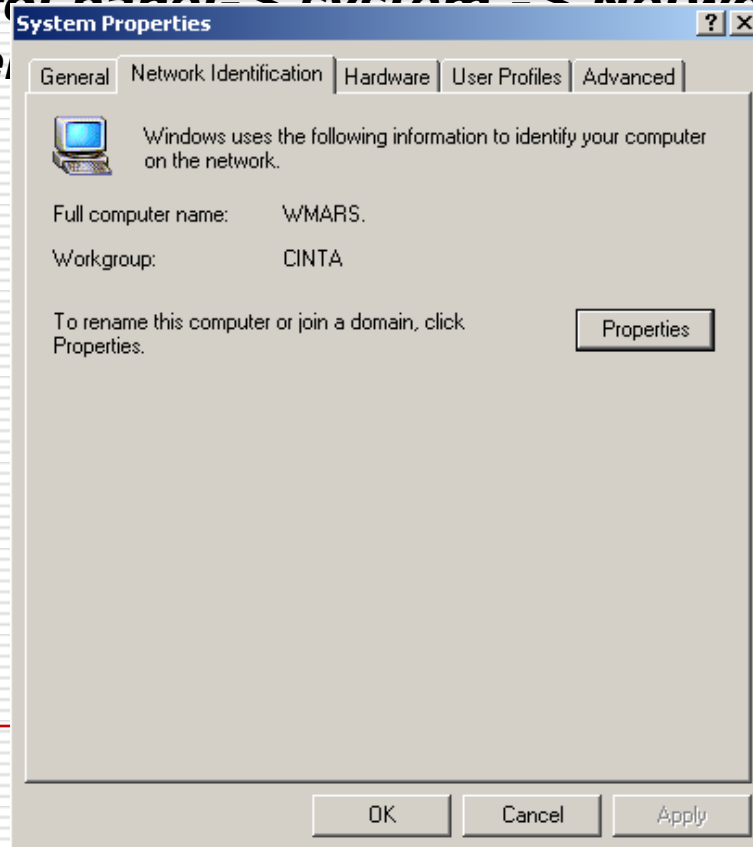 System Properties
? X
General Network Identification Hardware User Profiles Advanced
Windows uses the following information to identify your computer
on the network.
Full computer name: WMARS.
Workgroup: CINTA
To rename this computer or join a domain, click
Properties.
Properties
OK Cancel Apply